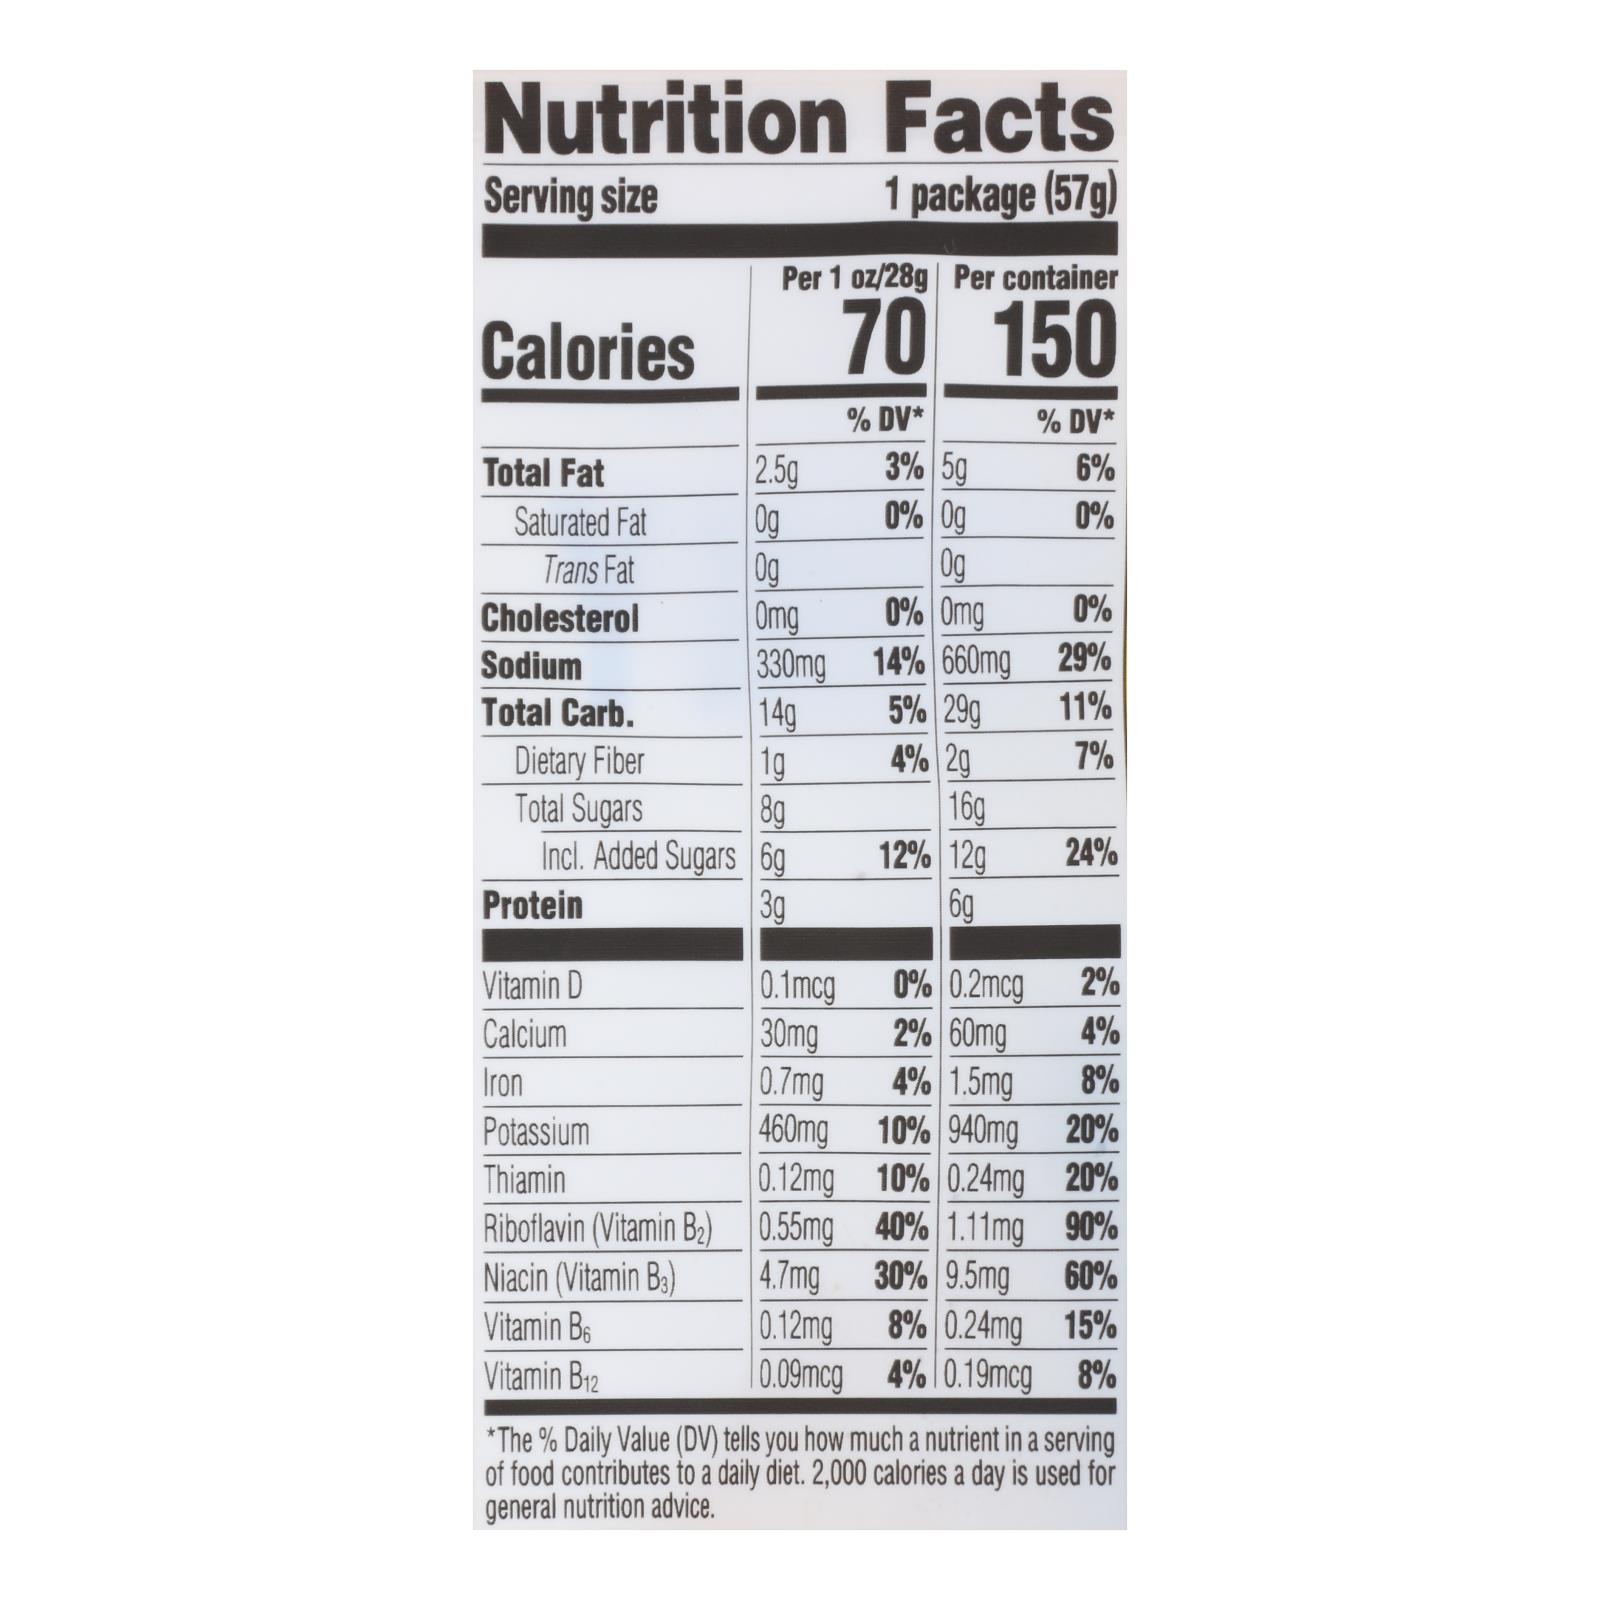 Nutrition Facts
Serving size 1 package (57g)
Per 1 oz/28g Per container
Calories 70 150
% DV* % DV*
Total Fat 2.5g 3% 5g 6%
Saturated Fat 0g 0% 0g 0%
Trans Fat 0g 0g
Cholesterol 0mg 0% 0mg 0%
Sodium 330mg 14% 660mg 29%
Total Carb. 14g 5% 29g 11%
Dietary Fiber 1g 4% 2g 7%
Total Sugars 8g 16g
Incl. Added Sugars 6g 12% 12g 24%
Protein 3g 6g
Vitamin D 0.1mcg 0% 0.2mcg 2%
Calcium 30mg 2% 60mg 4%
Iron 0.7mg 4% 1.5mg 8%
Potassium 460mg 10% 940mg 20%
Thiamin 0.12mg 10% 0.24mg 20%
Riboflavin (Vitamin B₂) 0.55mg 40% 1.11mg 90%
Niacin (Vitamin B₃) 4.7mg 30% 9.5mg 60%
Vitamin B₆ 0.12mg 8% 0.24mg 15%
Vitamin B₁₂ 0.09mcg 4% 0.19mcg 8%
*The % Daily Value (DV) tells you how much a nutrient in a serving
of food contributes to a daily diet. 2,000 calories a day is used for
general nutrition advice.